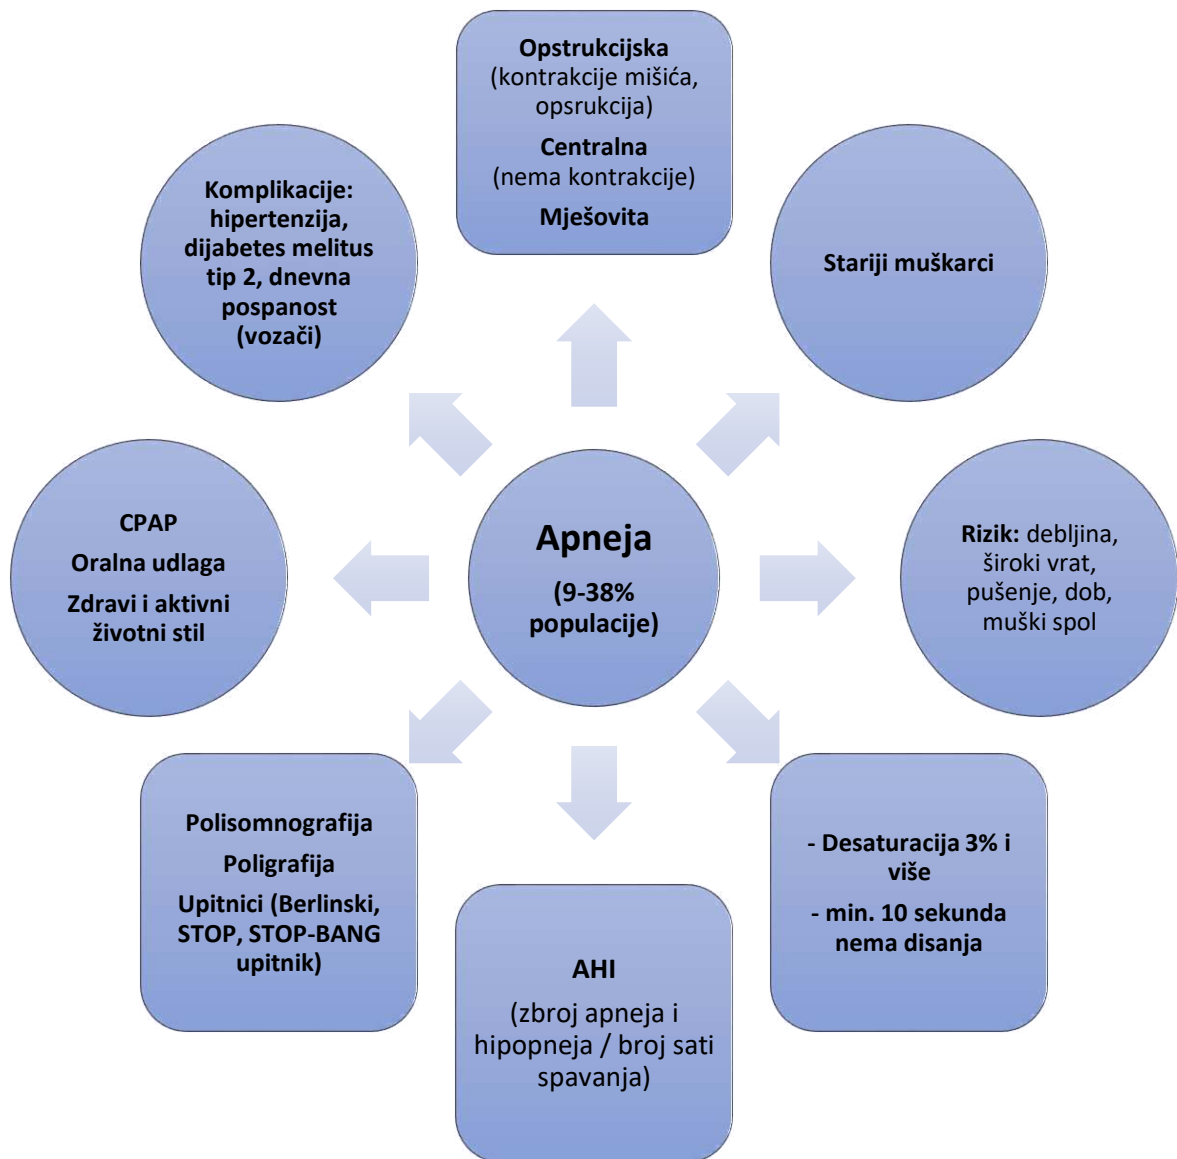 Opstrukcijska
(kontrakcije mišića,
opsrukcija)
Centralna
(nema kontrakcije)
Mješovita
Stariji muškarci
Rizik: debljina,
široki vrat,
pušenje, dob,
muški spol
- Desaturacija 3% i
više
- min. 10 sekunda
nema disanja
AHI
(zbroj apneja i
hipopneja / broj sati
spavanja)
Polisomnografija
Poligrafija
Upitnici (Berlinski,
STOP, STOP-BANG
upitnik)
CPAP
Oralna udlaga
Zdravi i aktivni
životni stil
Komplikacije:
hipertenzija,
dijabetes melitus
tip 2, dnevna
pospanost
(vozači)
Apneja
(9-38%
populacije)